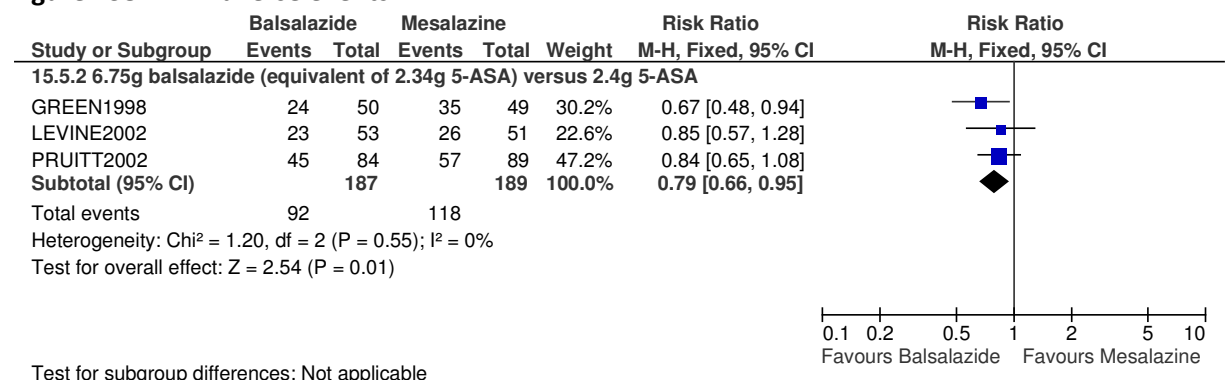 Balsalazide Mesalazine Risk Ratio Risk Ratio
Study or Subgroup Events Total Events Total Weight M-H, Fixed, 95% CI M-H, Fixed, 95% CI
15.5.2 6.75g balsalazide (equivalent of 2.34g 5-ASA) versus 2.4g 5-ASA
GREEN1998 24 50 35 49 30.2% 0.67 [0.48, 0.94]
LEVINE2002 23 53 26 51 22.6% 0.85 [0.57, 1.28]
PRUITT2002 45 84 57 89 47.2% 0.84 [0.65, 1.08]
Subtotal (95% CI) 187 189 100.0% 0.79 [0.66, 0.95]
Total events 92 118
Heterogeneity: Chi² = 1.20, df = 2 (P = 0.55); I² = 0%
Test for overall effect: Z = 2.54 (P = 0.01)
0.1 0.2 0.5 1 2 5 10
Favours Balsalazide Favours Mesalazine
Test for subgroup differences: Not applicable